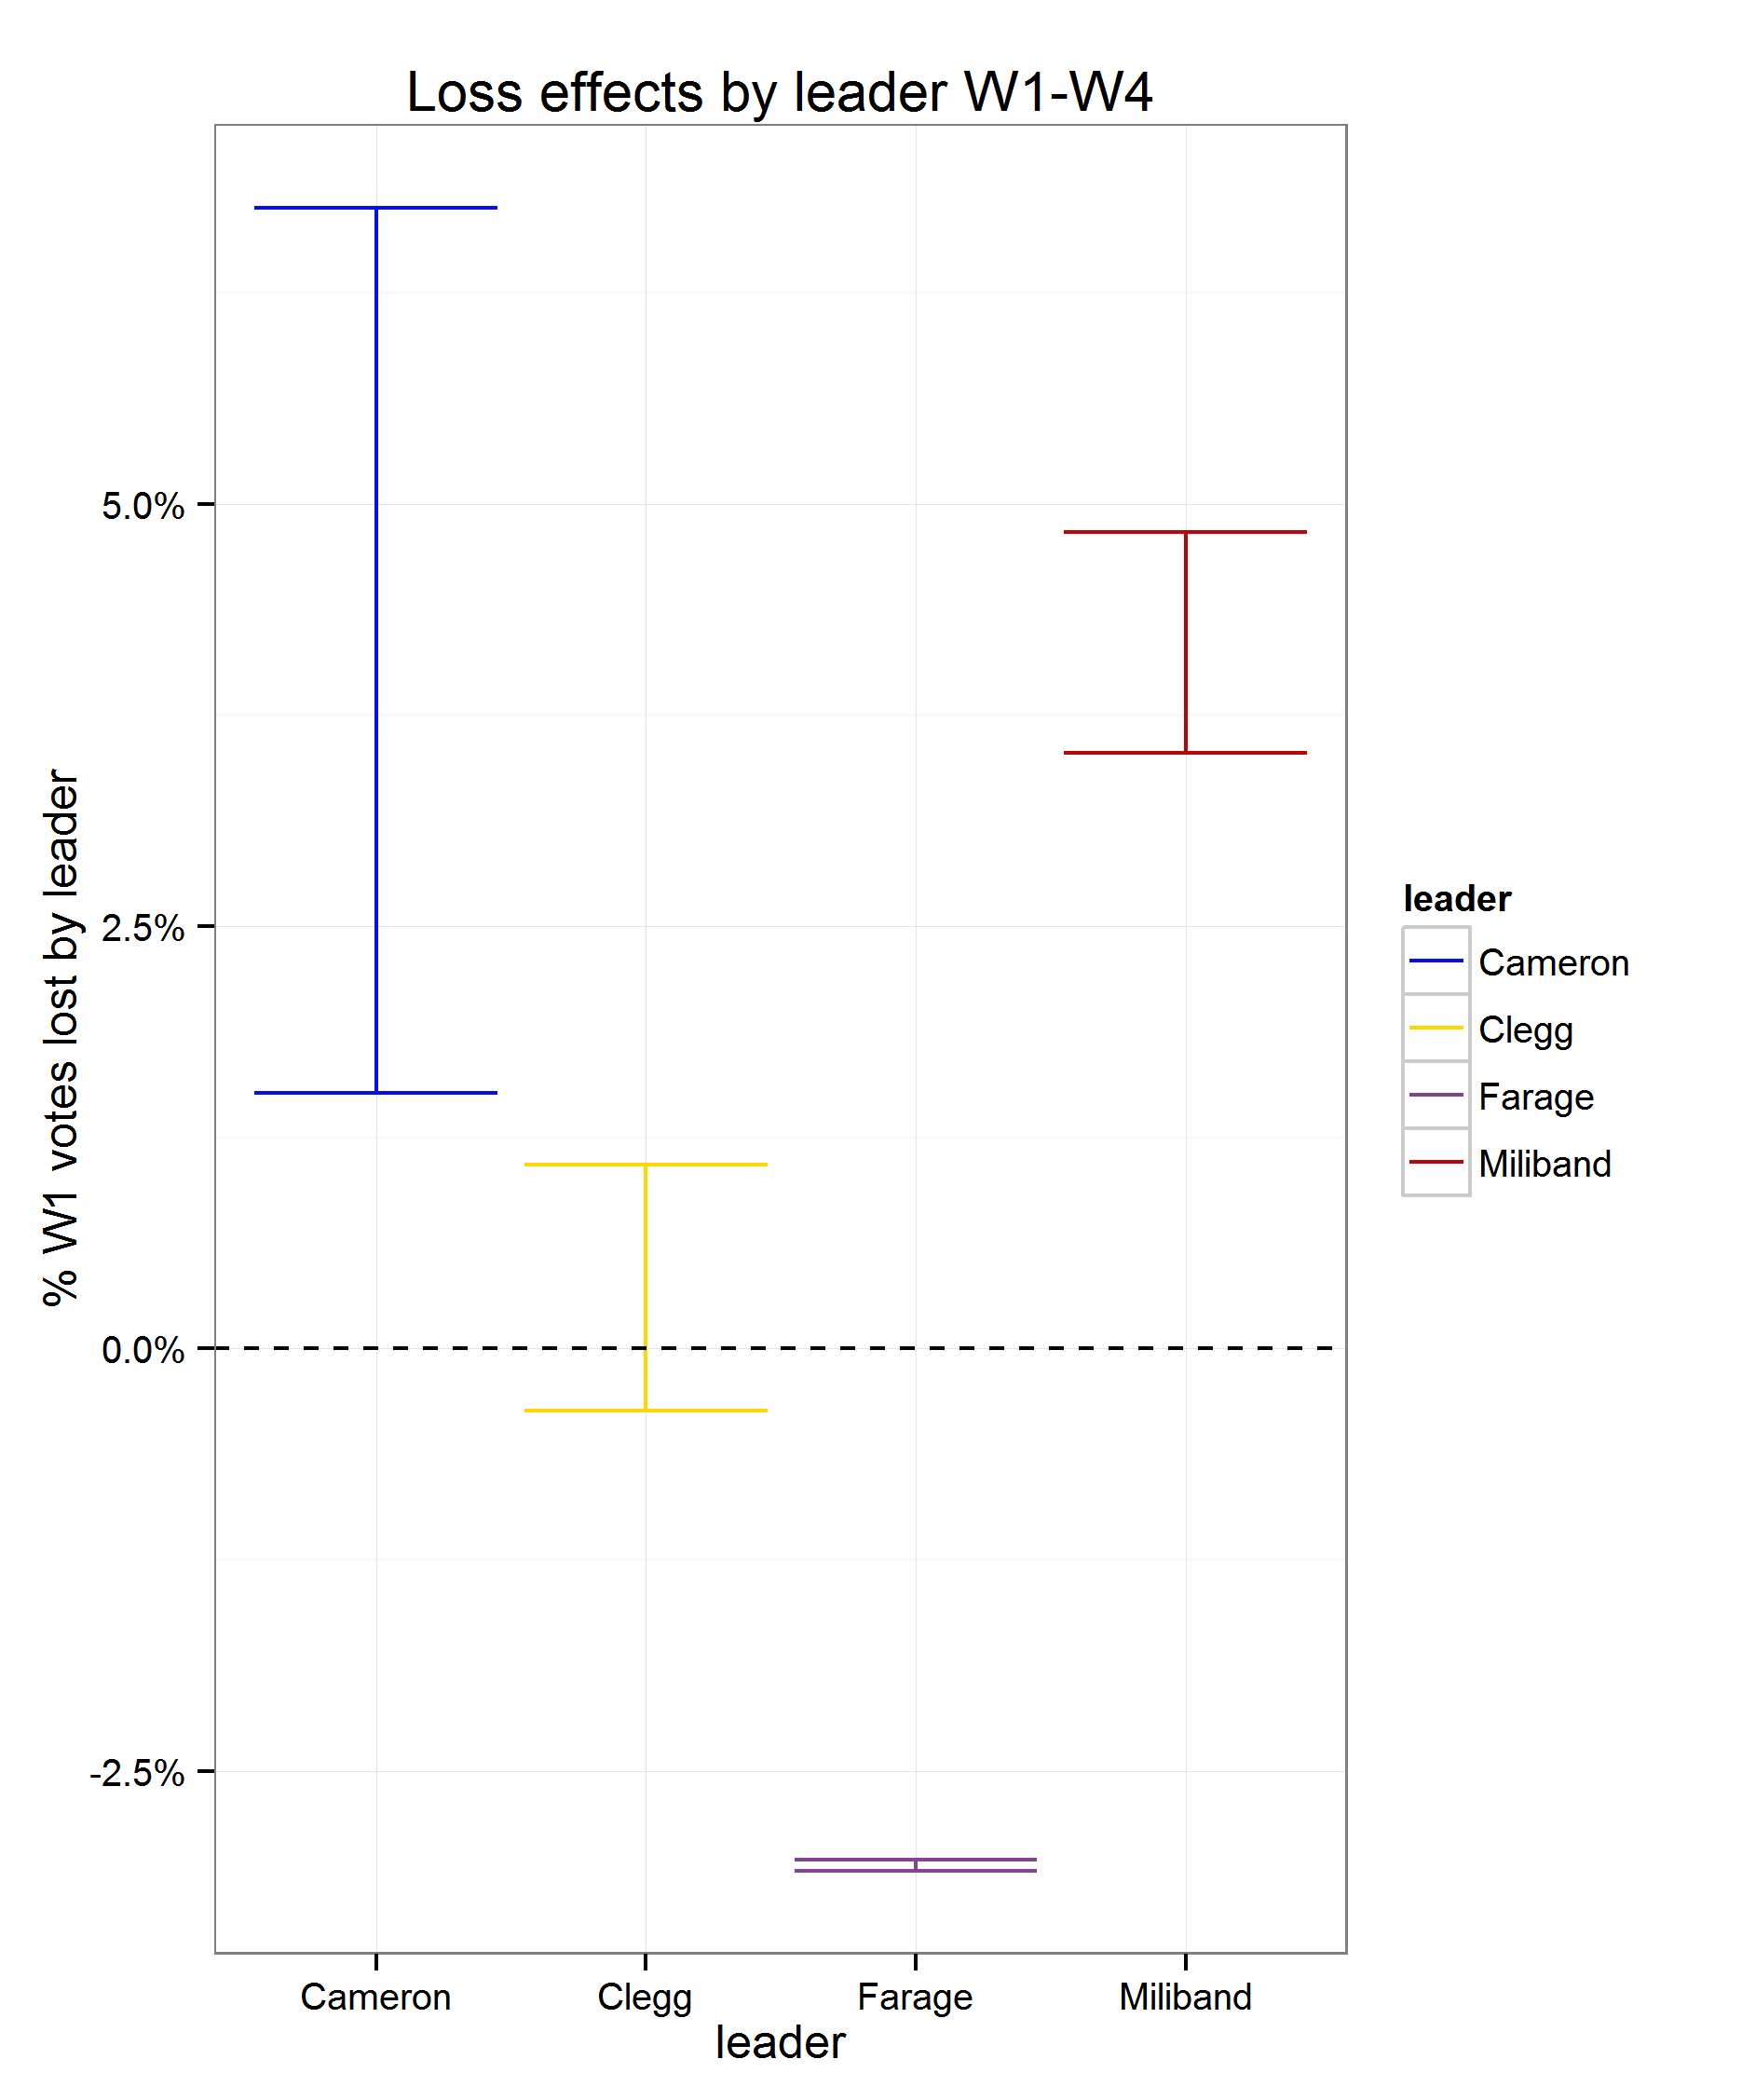 Loss effects by leader W1-W4
% W1 votes lost by leader
5.0%
2.5%
0.0%
-2.5%
Cameron
Clegg
Farage
Miliband
leader
leader
Cameron
Clegg
Farage
Miliband